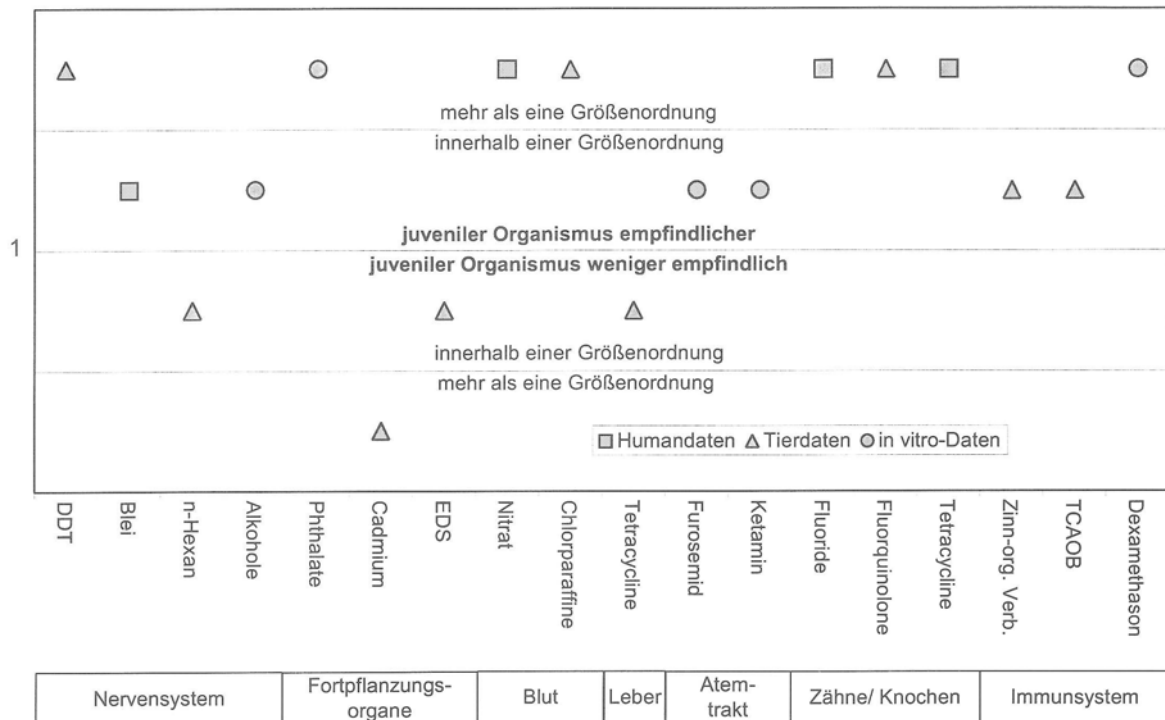 mehr als eine Größenordnung
innerhalb einer Größenordnung
1
juveniler Organismus empfindlicher
juveniler Organismus weniger empfindlich
innerhalb einer Größenordnung
mehr als eine Größenordnung
Humandaten Tierdaten in vitro-Daten
DDT
Blei
n-Hexan
Alkohole
Phthalate
Cadmium
EDS
Nitrat
Chlorparaffine
Tetracycline
Furosemid
Ketamin
Fluoride
Fluorquinolone
Tetracycline
Zinn-org. Verb.
TCAOB
Dexamethason
Nervensystem
Fortpflanzungs-
organe
Blut
Leber
Atem-
trakt
Zähne/ Knochen
Immunsystem